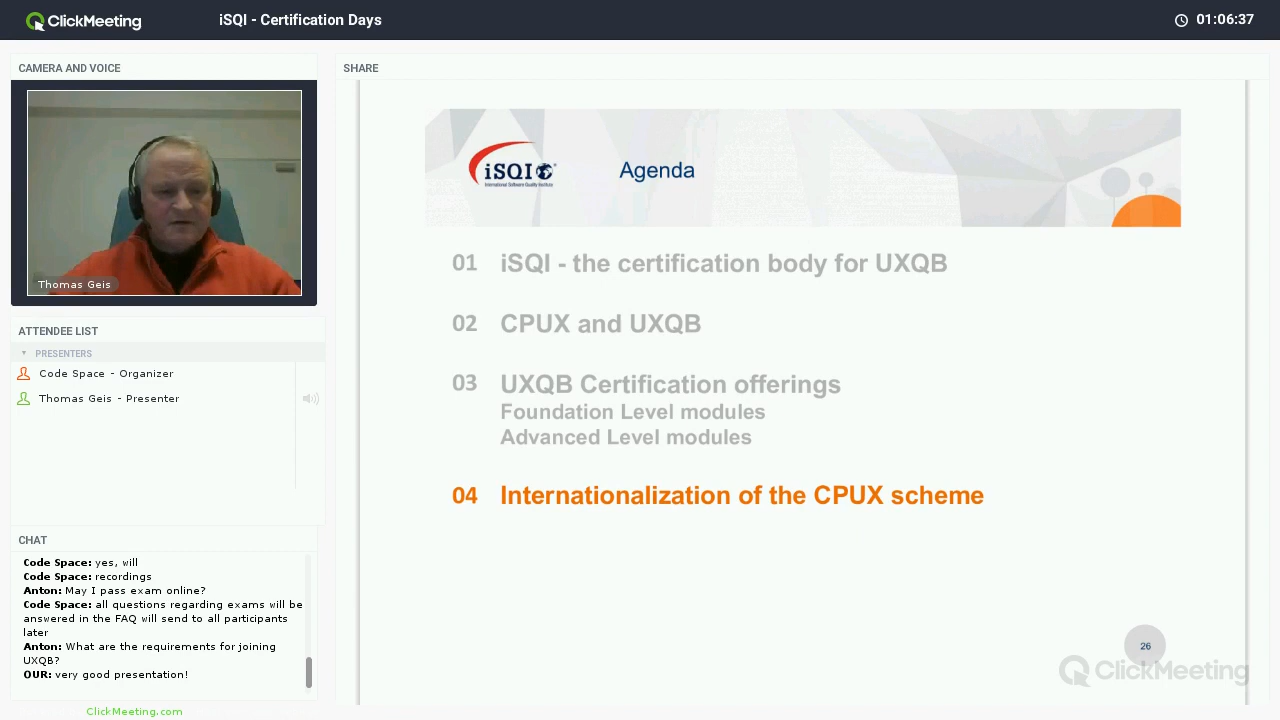 ClickMeeting
iSQI - Certification Days
01:06:37
CAMERA AND VOICE
Thomas Geis
ATTENDEE LIST
PRESENTERS
Code Space - Organizer
Thomas Geis - Presenter
CHAT
Code Space: yes, will
Code Space: recordings
Anton: May I pass exam online?
Code Space: all questions regarding exams will be
answered in the FAQ will send to all participants
later
Anton: What are the requirements for joining
UXQB?
OUR: very good presentation!
ClickMeeting.com
SHARE
iSQI
International Software Quality Institute
Agenda
01 iSQI - the certification body for UXQB
02 CPUX and UXQB
03 UXQB Certification offerings
Foundation Level modules
Advanced Level modules
04 Internationalization of the CPUX scheme
26
ClickMeeting